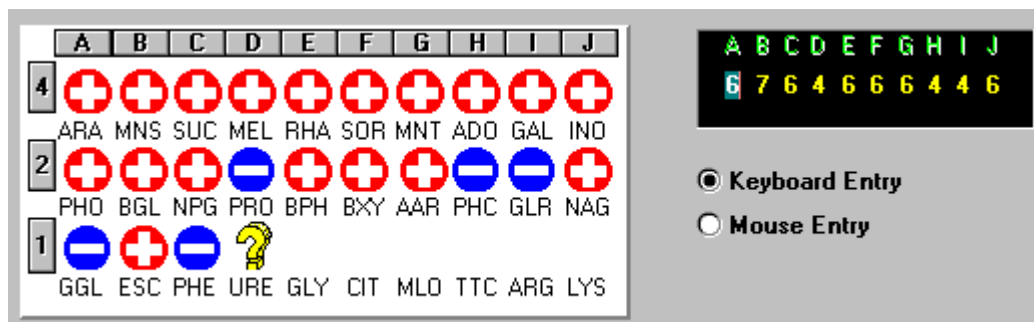 A B C D E F G H I J
4
ARA MNS SUC MEL RHA SOR MNT ADO GAL INO
2
PHO BGL NPG PRO BPH BXY AAR PHC GLR NAG
1
GGL ESC PHE URE GLY CIT MLO TTC ARG LYS
A B C D E F G H I J
6 7 6 4 6 6 6 4 4 6
Keyboard Entry
Mouse Entry